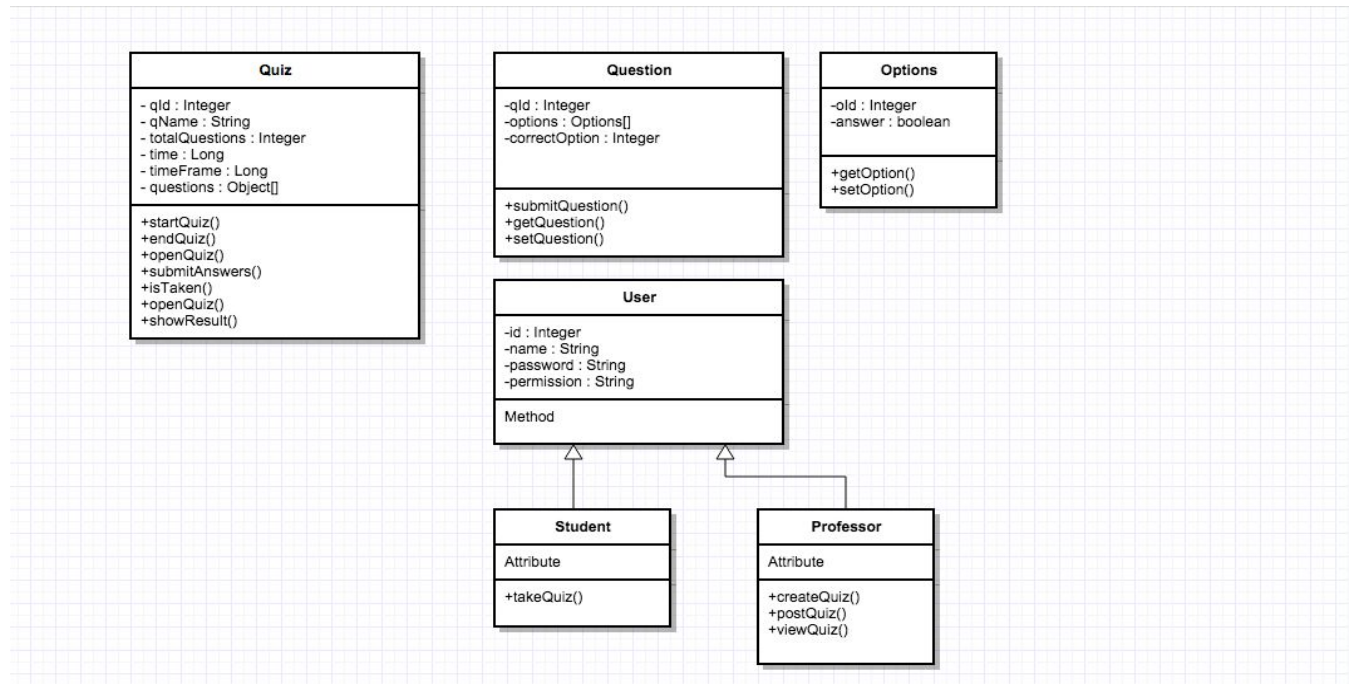 Quiz
- qId : Integer
- qName : String
- totalQuestions : Integer
- time : Long
- timeFrame : Long
- questions : Object[]
+startQuiz()
+endQuiz()
+openQuiz()
+submitAnswers()
+isTaken()
+openQuiz()
+showResult()
Question
-qId : Integer
-options : Options[]
-correctOption : Integer
+submitQuestion()
+getQuestion()
+setQuestion()
Options
-oId : Integer
-answer : boolean
+getOption()
+setOption()
User
-id : Integer
-name : String
-password : String
-permission : String
Method
Student
Attribute
+takeQuiz()
Professor
Attribute
+createQuiz()
+postQuiz()
+viewQuiz()